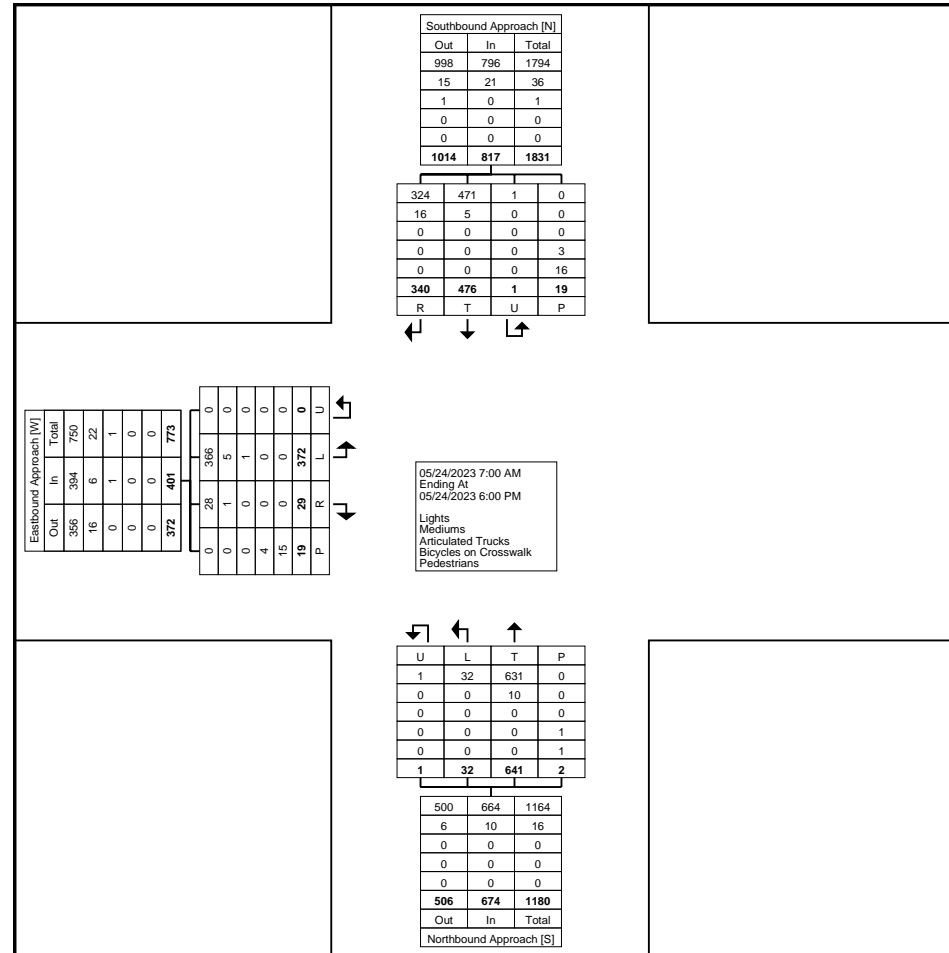 Southbound Approach [N]
Out In Total
998 796 1794
15 21 36
1 0 1
0 0 0
0 0 0
1014 817 1831
324 471 1 0
16 5 0 0
0 0 0 0
0 0 0 3
0 0 0 16
340 476 1 19
R T U P
Eastbound Approach [W]
Out In Total
356 394 750
16 6 22
0 1 1
0 0 0
0 0 0
372 401 773
0 28 366 0
0 1 5 0
0 0 1 0
4 0 0 0
15 0 0 0
19 29 372 0
P R L U
05/24/2023 7:00 AM
Ending At
05/24/2023 6:00 PM
Lights
Mediums
Articulated Trucks
Bicycles on Crosswalk
Pedestrians
U L T P
1 32 631 0
0 0 10 0
0 0 0 0
0 0 0 1
0 0 0 1
1 32 641 2
500 664 1164
6 10 16
0 0 0
0 0 0
0 0 0
506 674 1180
Out In Total
Northbound Approach [S]